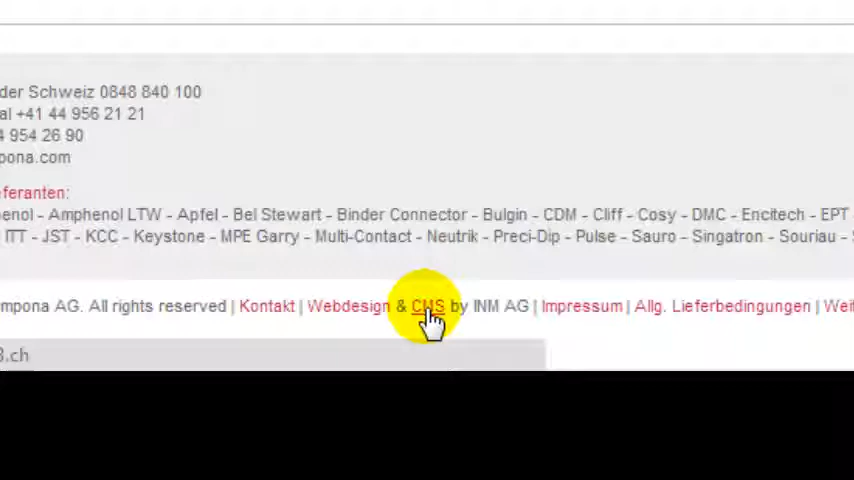 der Schweiz 0848 840 100
al +41 44 956 21 21
4 954 26 90
pona.com
eferanten:
enol - Amphenol LTW - Apfel - Bel Stewart - Binder Connector - Bulgin - CDM - Cliff - Cosy - DMC - Encitech - EPT
ITT - JST - KCC - Keystone - MPE Garry - Multi-Contact - Neutrik - Preci-Dip - Pulse - Sauro - Singatron - Souriau -
mpona AG. All rights reserved | Kontakt | Webdesign & CMS by INM AG | Impressum | Allg. Lieferbedingungen | Weit
3.ch